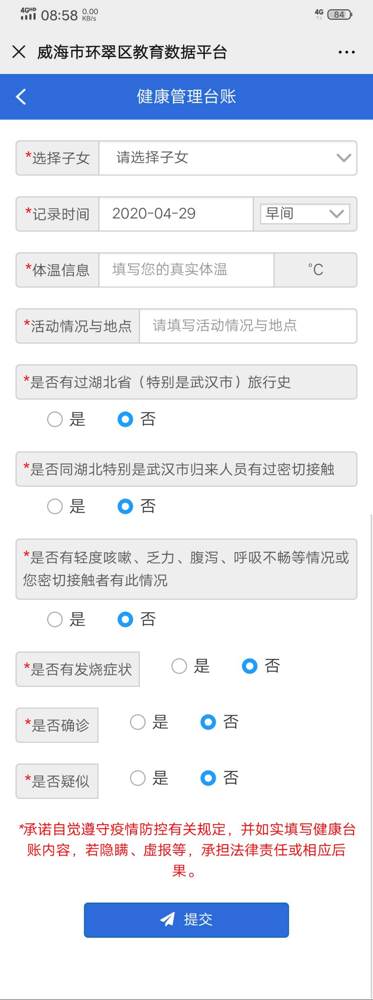 4GHD 08:58 0.00 KB/s 4G 84
威海市环翠区教育数据平台
健康管理台账
*选择子女 请选择子女
*记录时间 2020-04-29 早间
*体温信息 填写您的真实体温 °C
*活动情况与地点 请填写活动情况与地点
*是否有过湖北省（特别是武汉市）旅行史
是 否
*是否同湖北特别是武汉市归来人员有过密切接触
是 否
*是否有轻度咳嗽、乏力、腹泻、呼吸不畅等情况或
您密切接触者有此情况
是 否
*是否有发烧症状 是 否
*是否确诊 是 否
*是否疑似 是 否
*承诺自觉遵守疫情防控有关规定，并如实填写健康台
账内容，若隐瞒、虚报等，承担法律责任或相应后
果。
提交